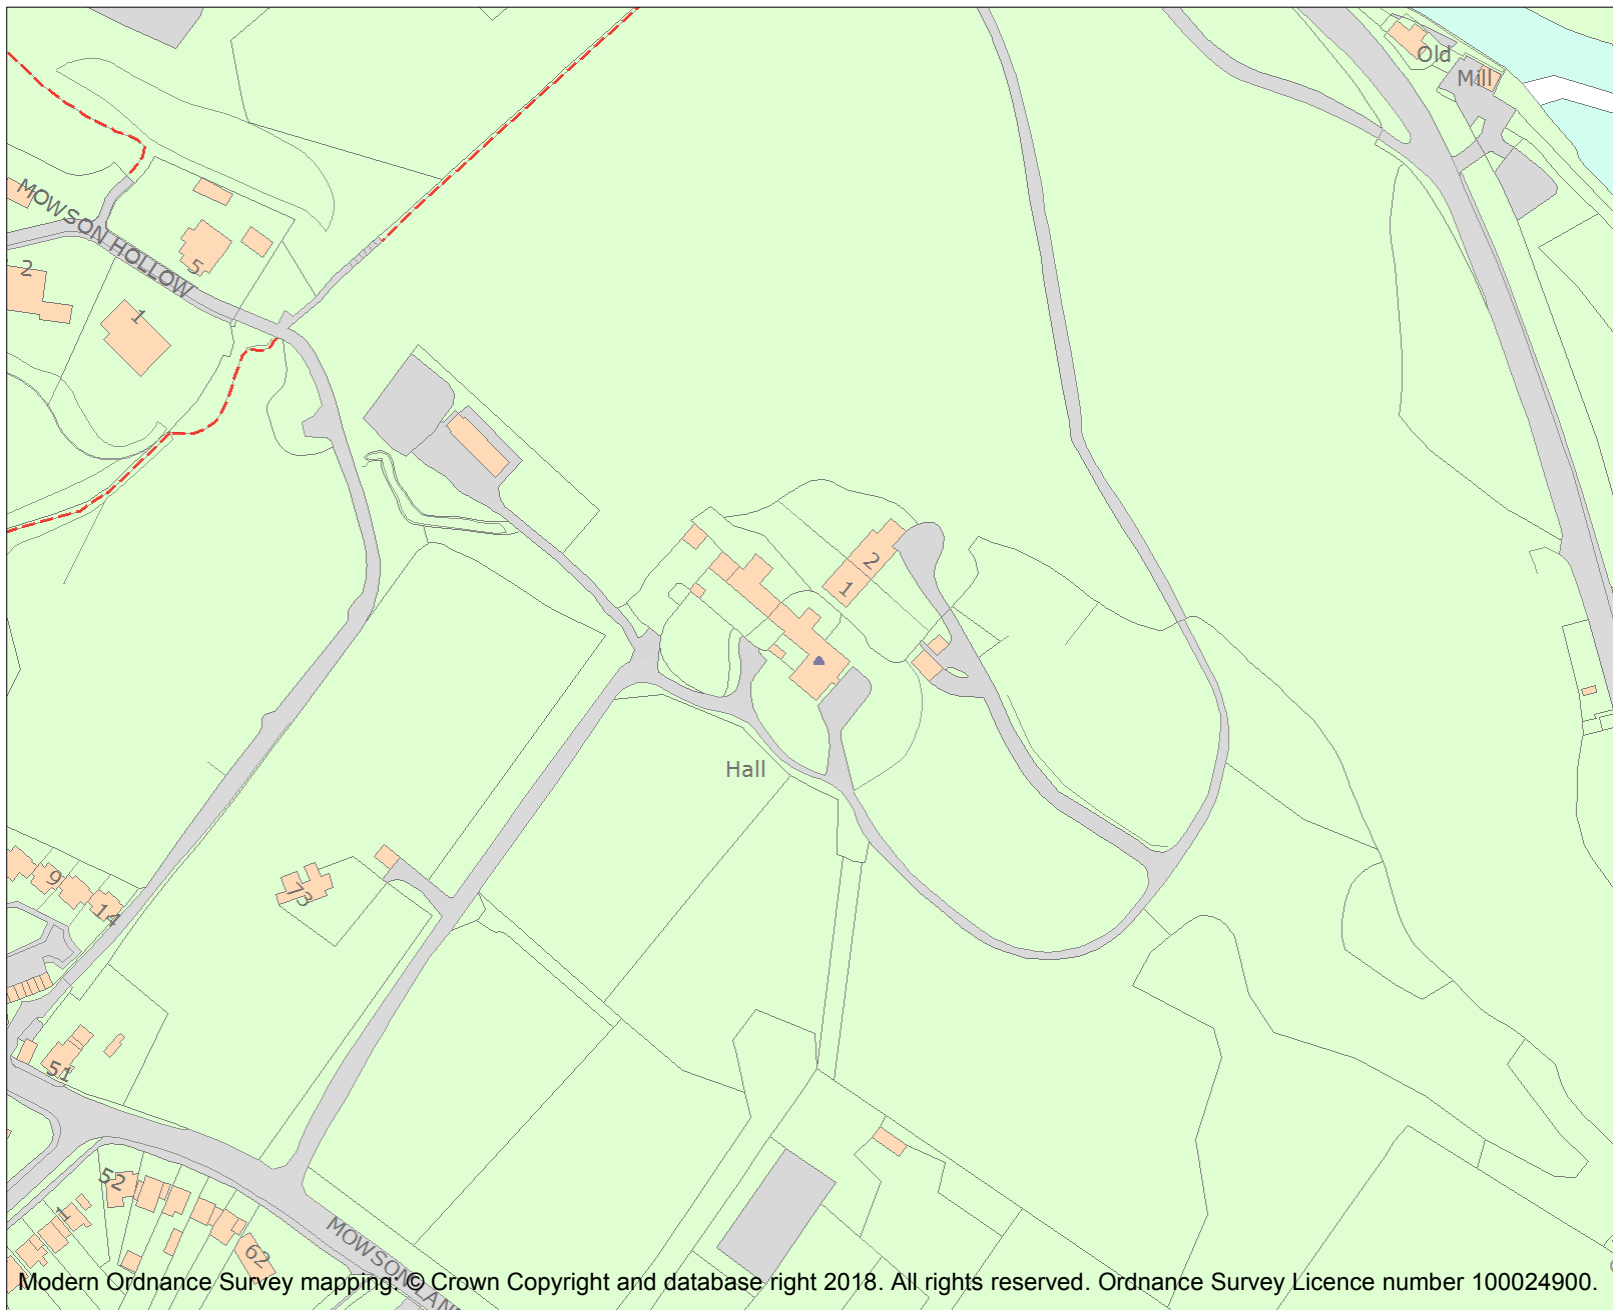 Old
Mill
MOWSON HOLLOW
5
2
1
2
1
Hall
73
9
14
51
52
1
62
MOWSON LANE
Modern Ordnance Survey mapping: © Crown Copyright and database right 2018. All rights reserved. Ordnance Survey Licence number 100024900.